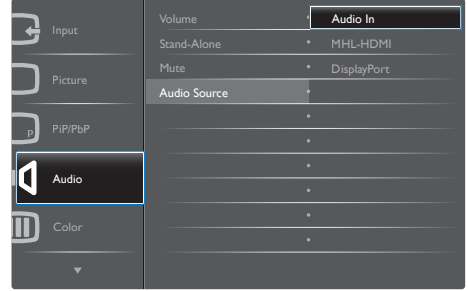 Input
Picture
P
PiP/PbP
Audio
Color
Volume
Stand-Alone
Mute
Audio Source
Audio In
MHL-HDMI
DisplayPort